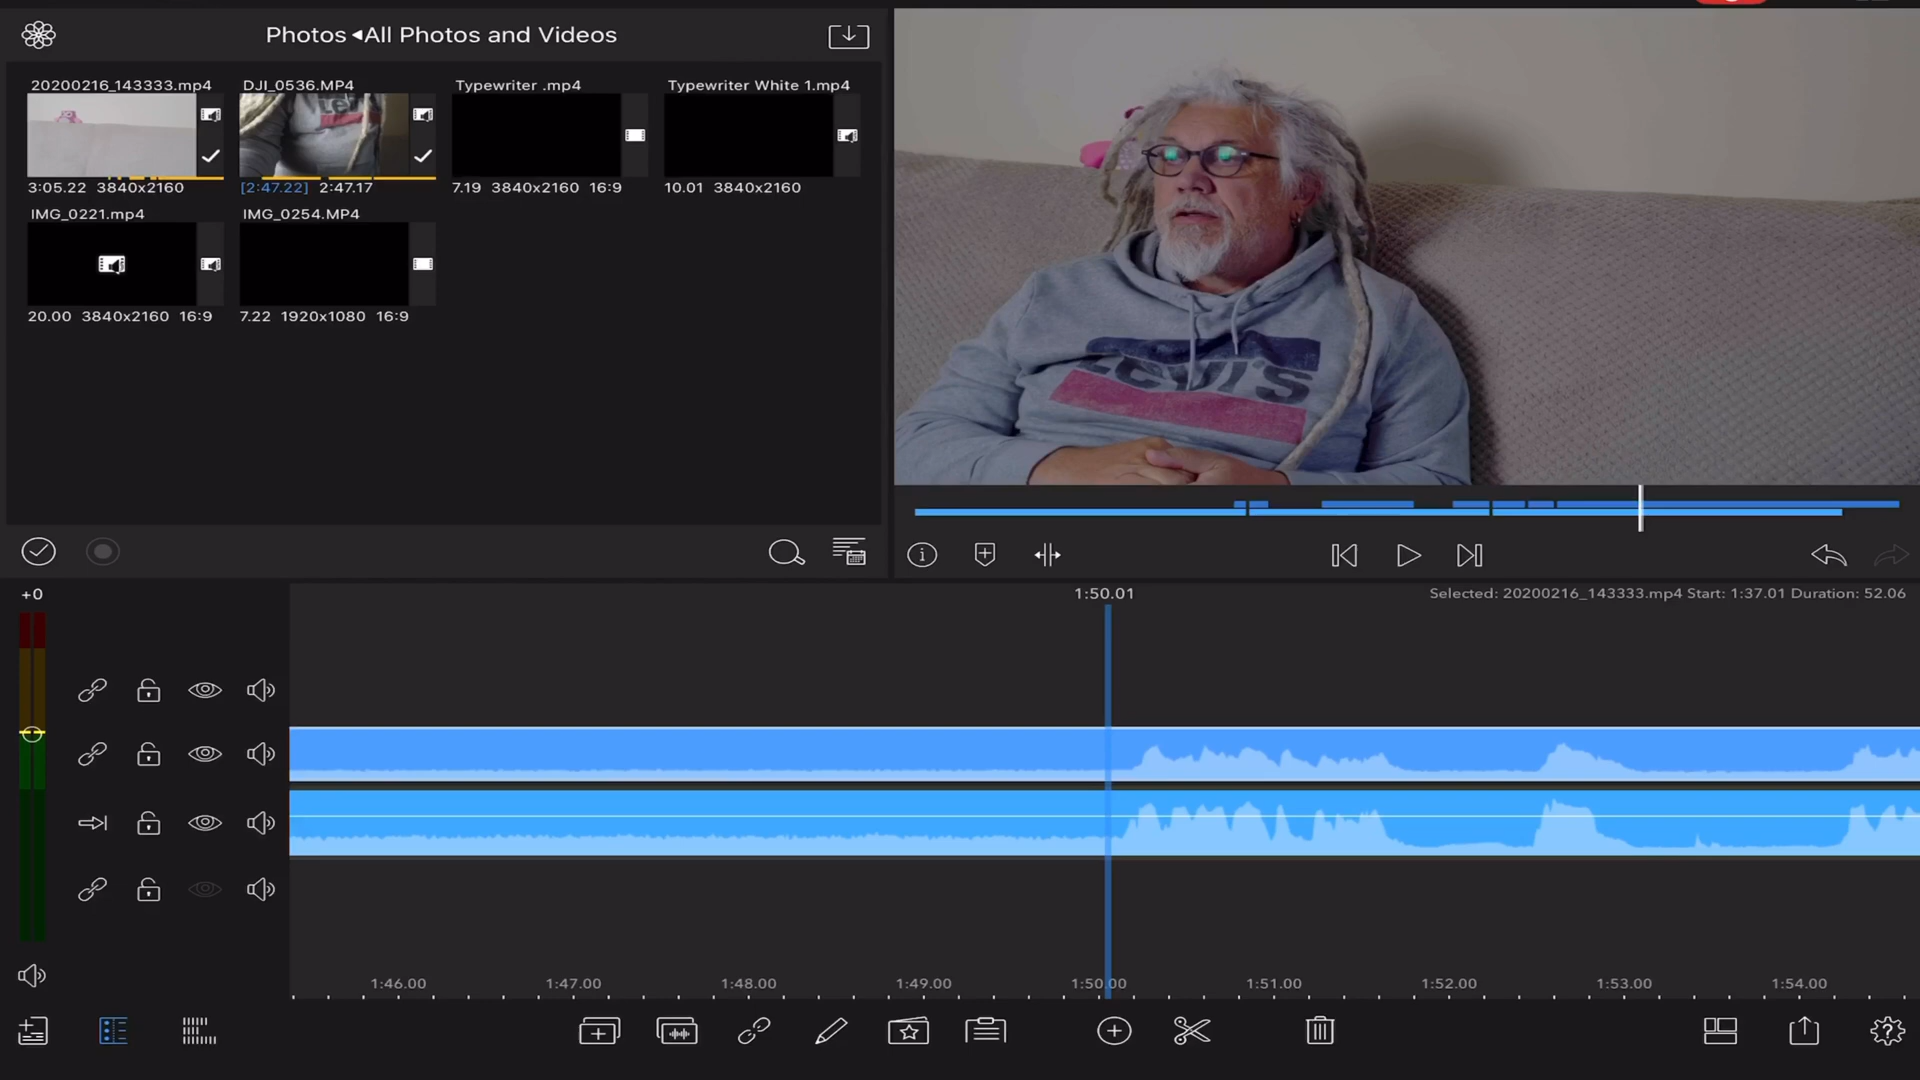 Photos ◂All Photos and Videos
20200216_143333.mp4
3:05.22 3840x2160
DJI_0536.MP4
[2:47.22] 2:47.17
Typewriter .mp4
7.19 3840x2160 16:9
Typewriter White 1.mp4
10.01 3840x2160
IMG_0221.mp4
20.00 3840x2160 16:9
IMG_0254.MP4
7.22 1920x1080 16:9
LEVI'S
+0
1:50.01
Selected: 20200216_143333.mp4 Start: 1:37.01 Duration: 52.06
1:46.00 1:47.00 1:48.00 1:49.00 1:50.00 1:51.00 1:52.00 1:53.00 1:54.00